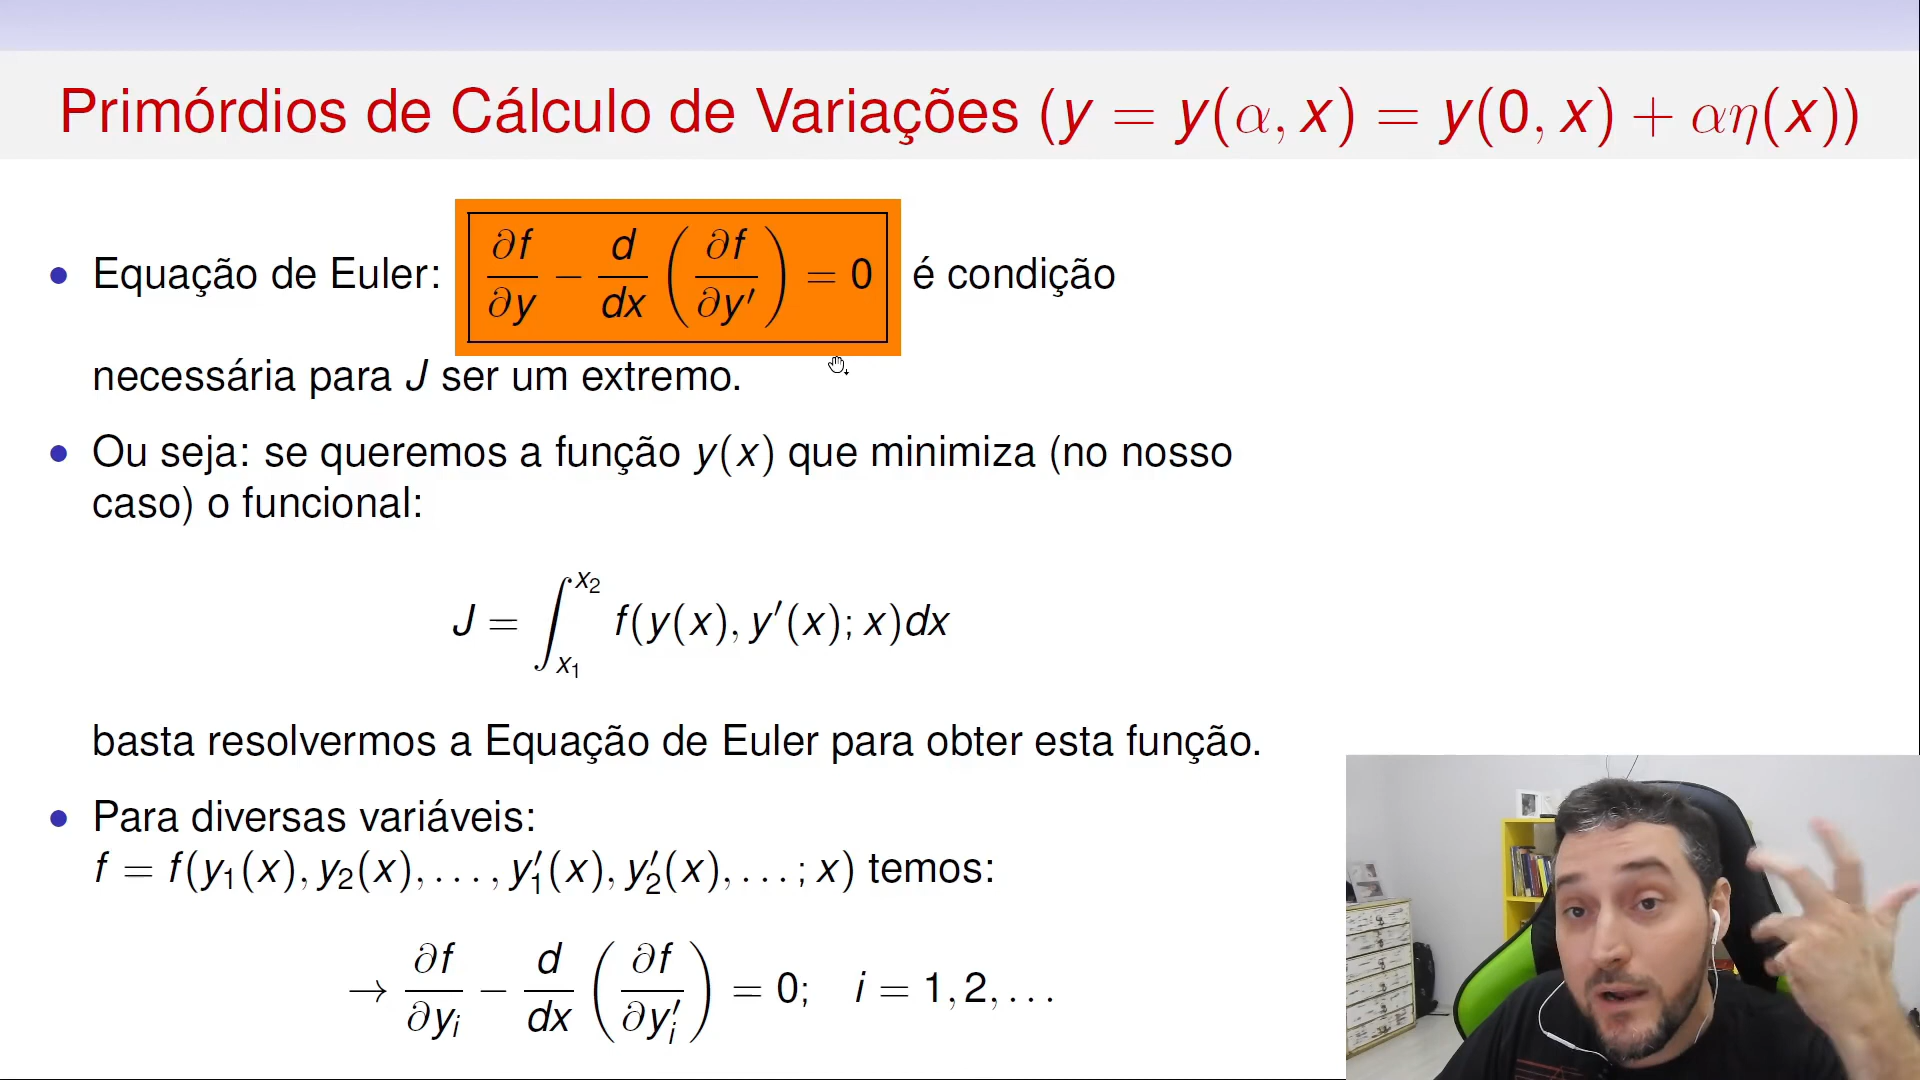 Primórdios de Cálculo de Variações (y = y(α, x) = y(0, x) + αη(x))
• Equação de Euler: ∂f/∂y − d/dx (∂f/∂y′) = 0 é condição
necessária para J ser um extremo.
• Ou seja: se queremos a função y(x) que minimiza (no nosso
caso) o funcional:
J = ∫_{x₁}^{x₂} f(y(x), y′(x); x)dx
basta resolvermos a Equação de Euler para obter esta função.
• Para diversas variáveis:
f = f(y₁(x), y₂(x), . . . , y′₁(x), y′₂(x), . . . ; x) temos:
→ ∂f/∂yᵢ − d/dx (∂f/∂y′ᵢ) = 0; i = 1, 2, . . .